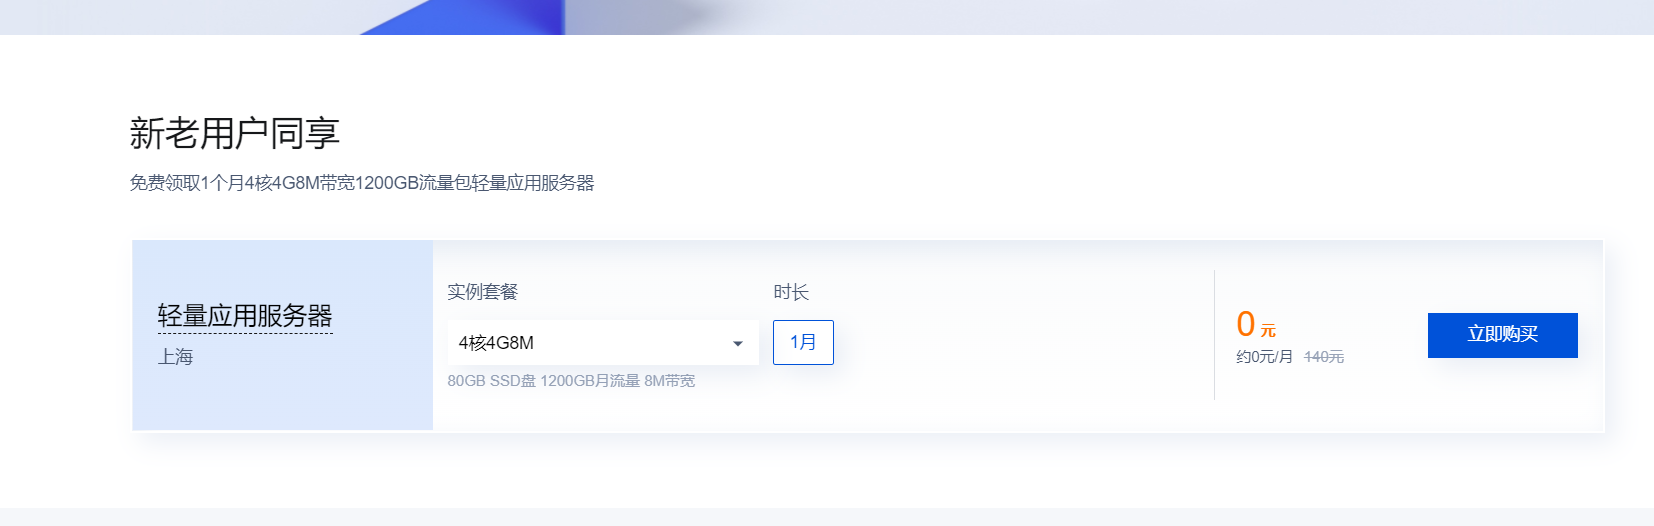 新老用户同享
免费领取1个月4核4G8M带宽1200GB流量包轻量应用服务器
轻量应用服务器
上海
实例套餐
4核4G8M
80GB SSD盘 1200GB月流量 8M带宽
时长
1月
0 元
约0元/月 140元
立即购买